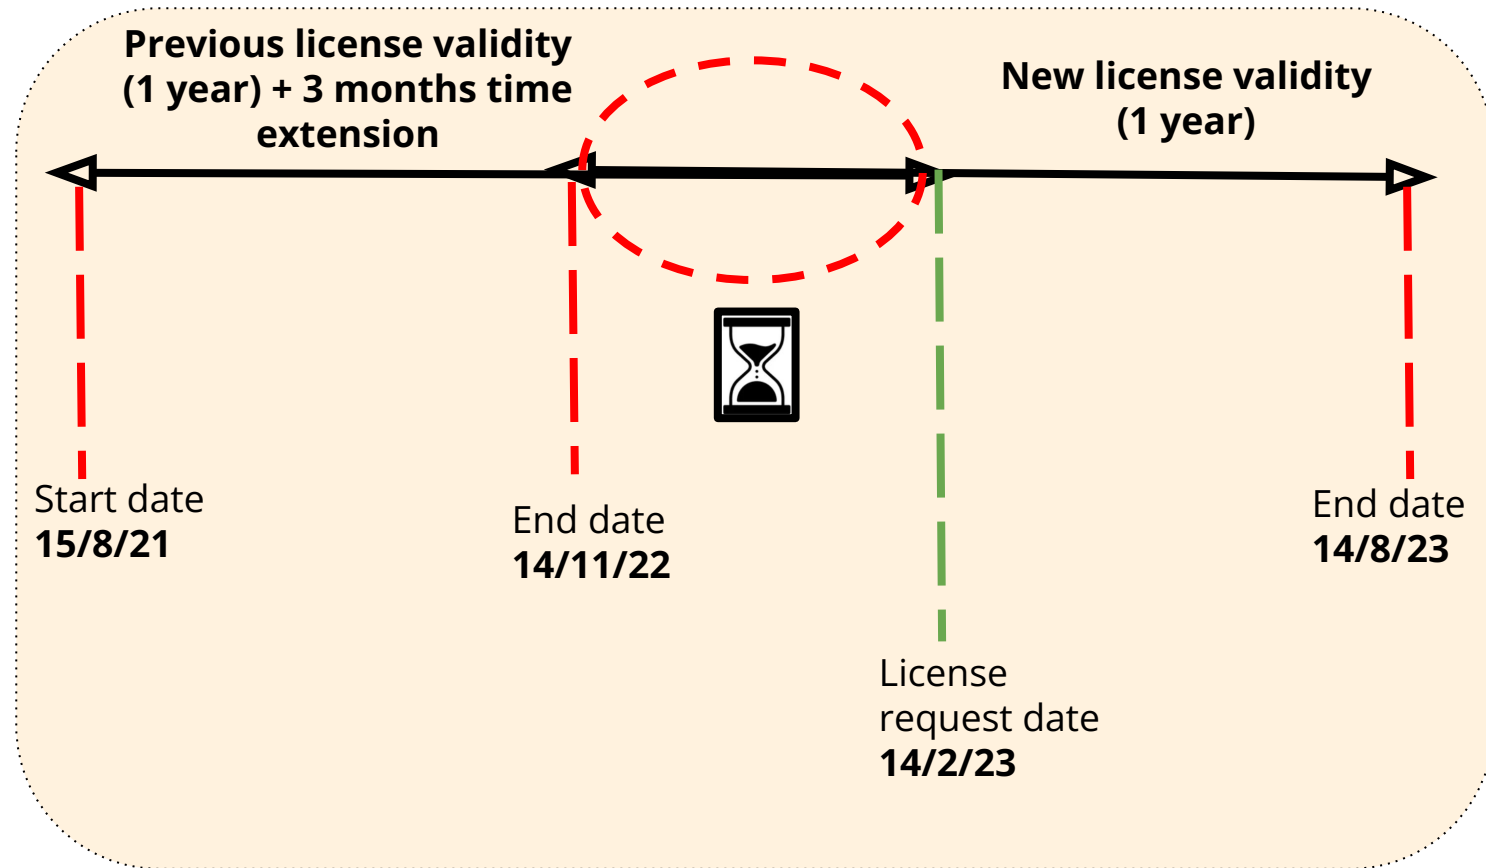 Previous license validity
(1 year) + 3 months time
extension
New license validity
(1 year)
Start date
15/8/21
End date
14/11/22
License
request date
14/2/23
End date
14/8/23